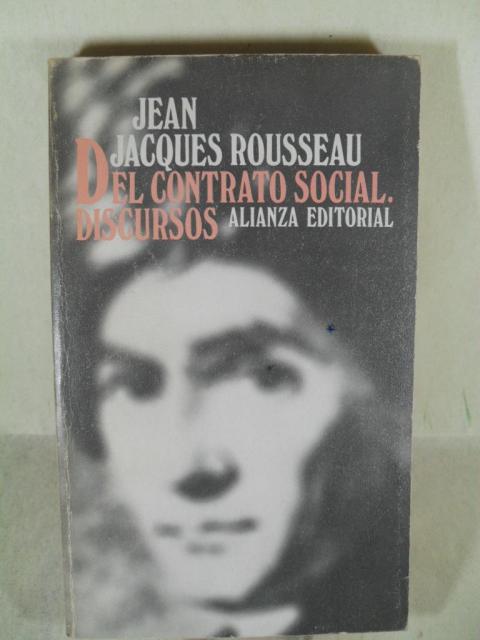 JEAN
JACQUES ROUSSEAU
DEL CONTRATO SOCIAL.
DISCURSOS ALIANZA EDITORIAL